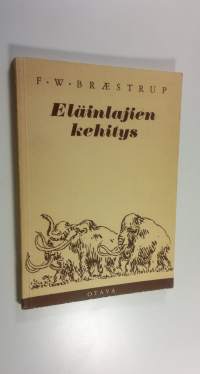 F • W • BRÆSTRUP
Eläinlajien
kehitys
OTAVA